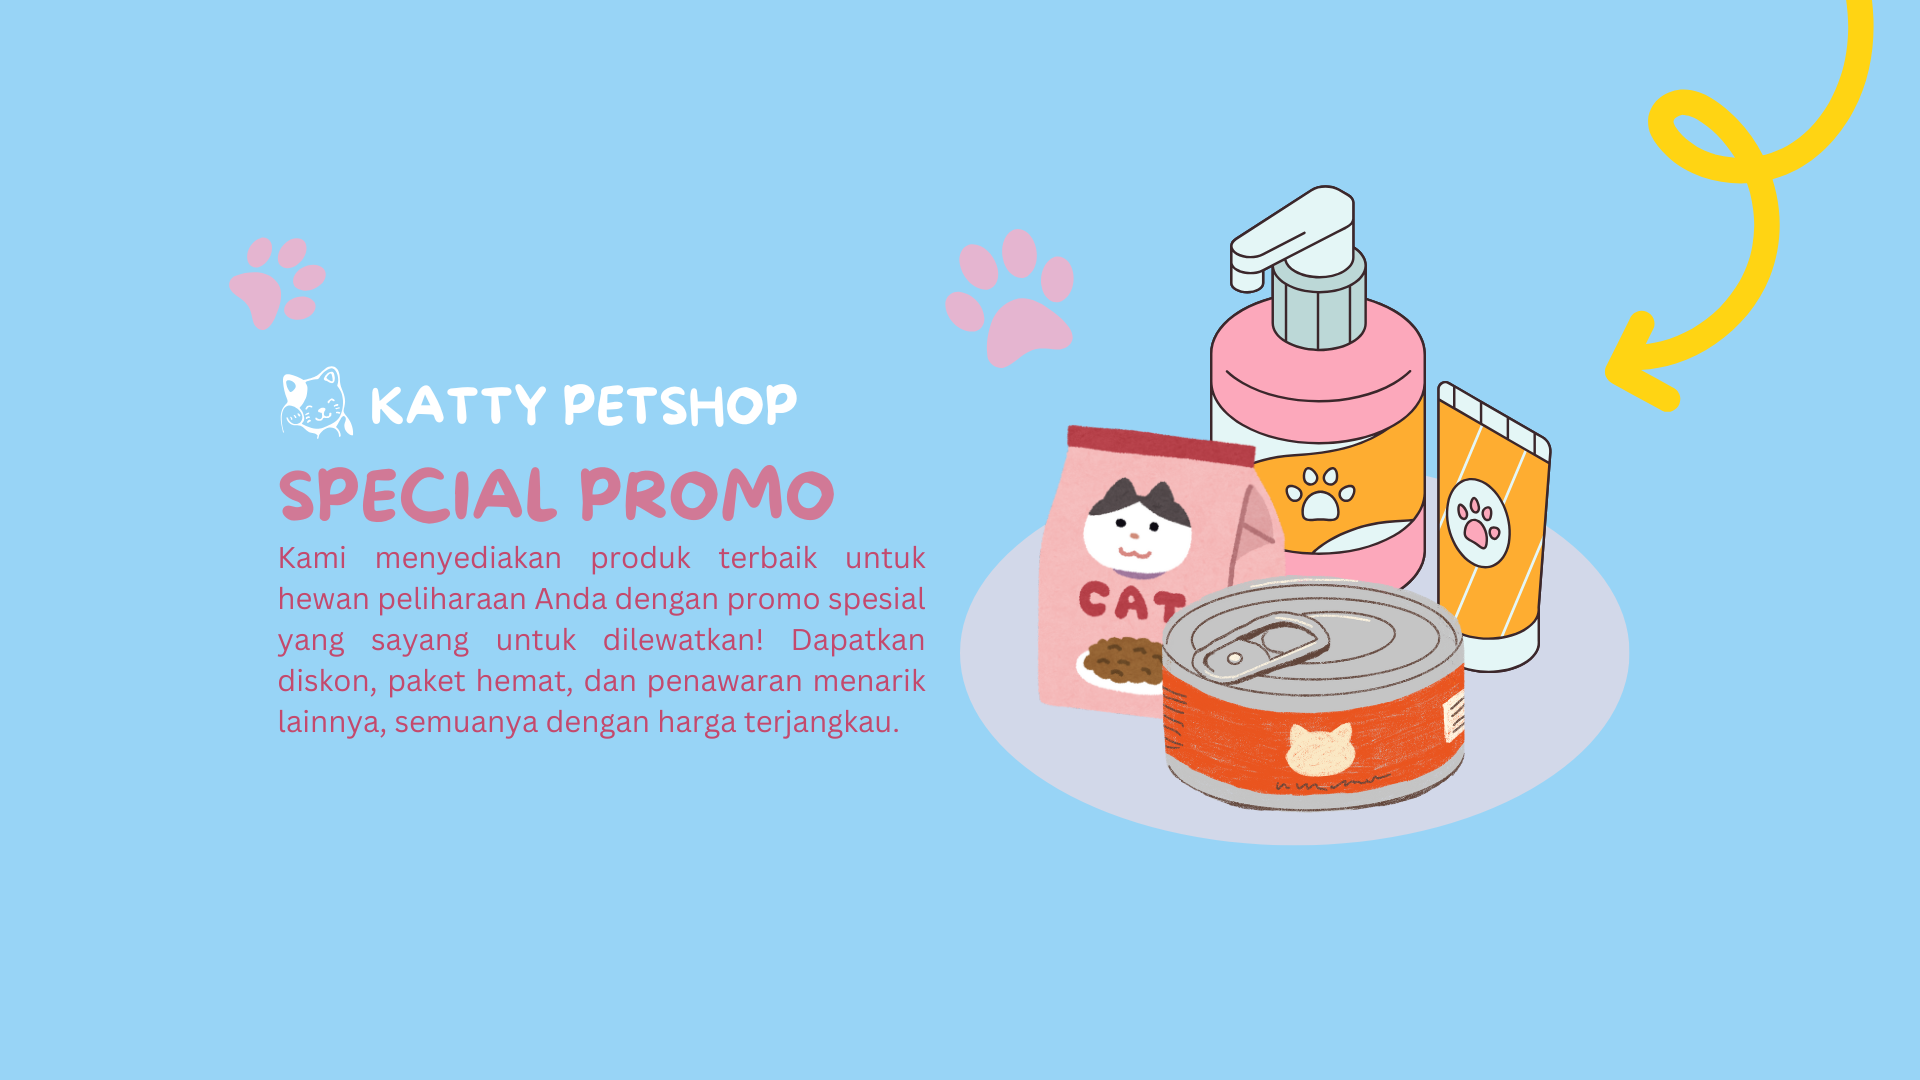 KATTY PETSHOP
SPECIAL PROMO
Kami menyediakan produk terbaik untuk
hewan peliharaan Anda dengan promo spesial
yang sayang untuk dilewatkan! Dapatkan
diskon, paket hemat, dan penawaran menarik
lainnya, semuanya dengan harga terjangkau.
CAT